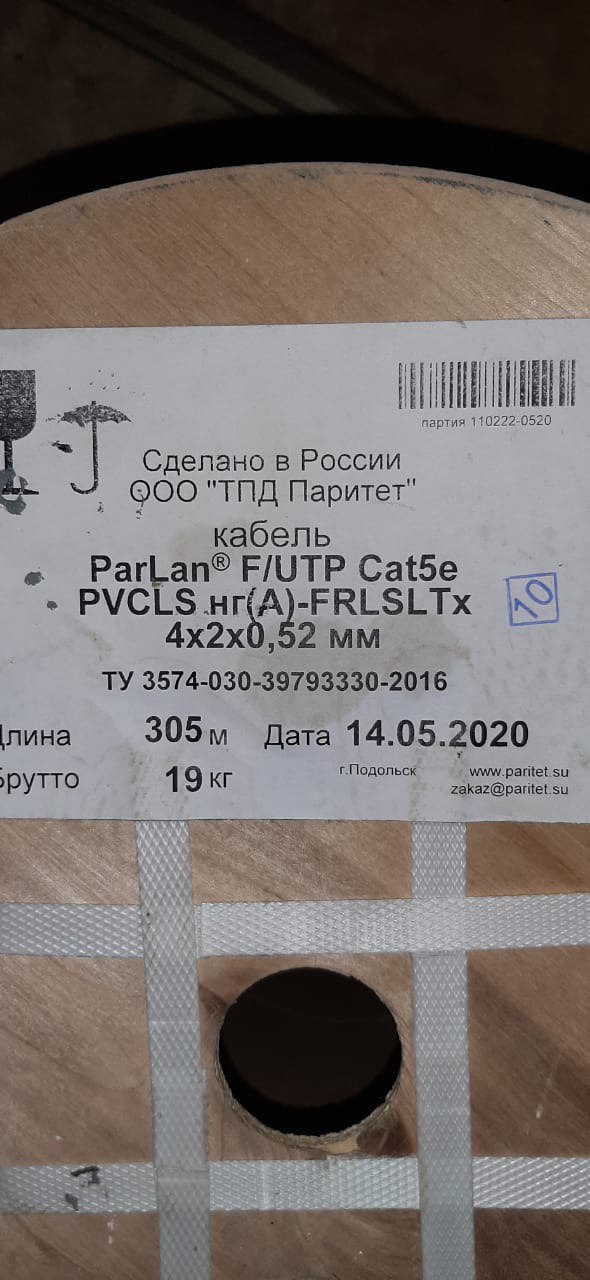 партия 110222-0520
Сделано в России
ООО "ТПД Паритет"
кабель
ParLan® F/UTP Cat5e
PVCLS нг(А)-FRLSLTx
4x2x0,52 мм
10
ТУ 3574-030-39793330-2016
Длина 305 м Дата 14.05.2020
Брутто 19 кг г.Подольск www.paritet.su
zakaz@paritet.su